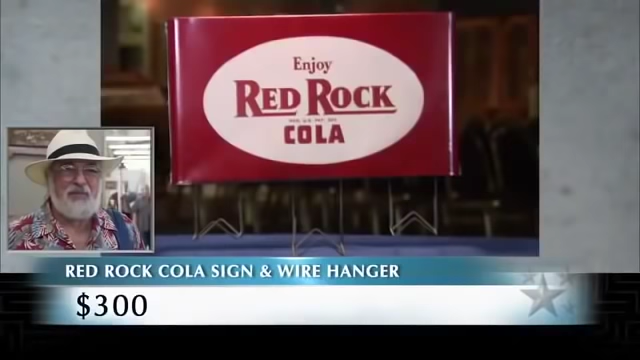 Enjoy
RED ROCK
COLA
RED ROCK COLA SIGN & WIRE HANGER
$300